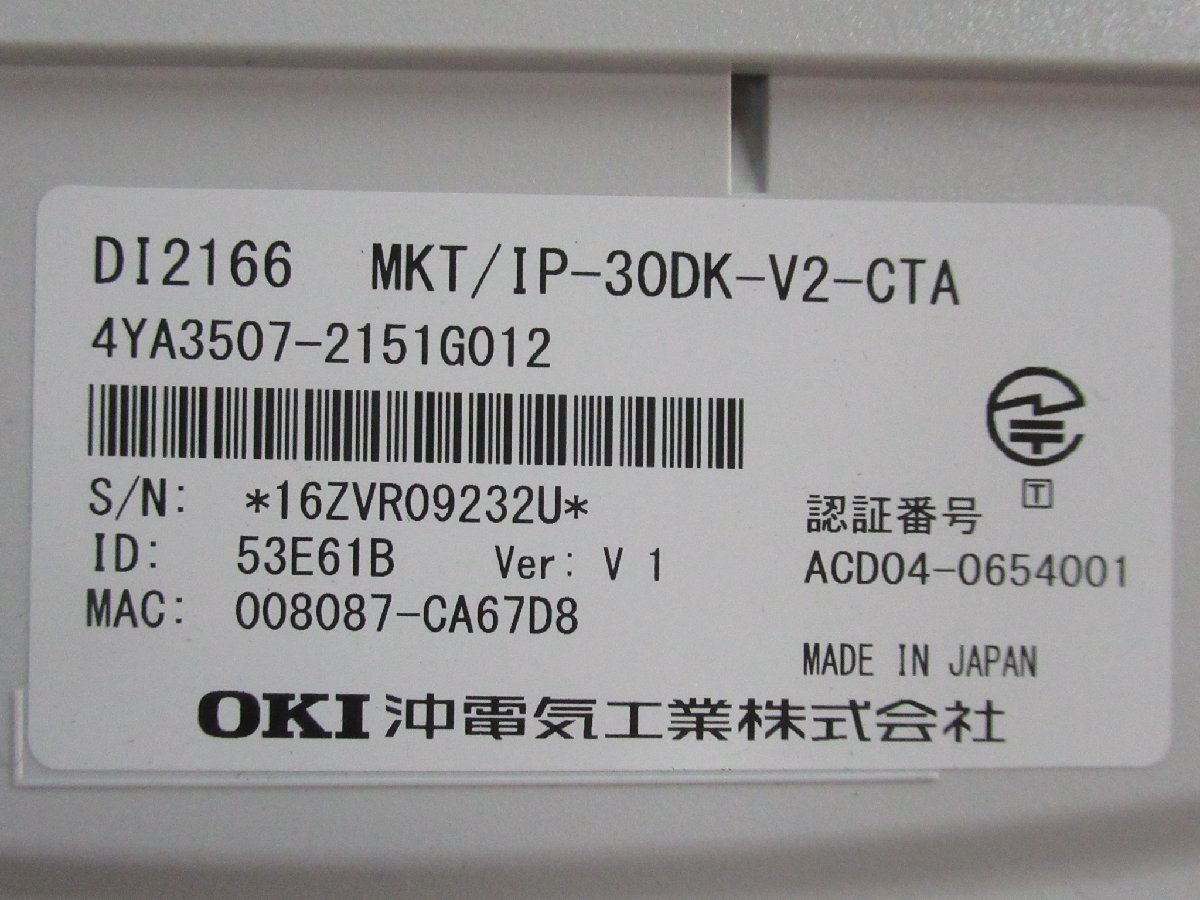 DI2166 MKT/IP-30DK-V2-CTA
4YA3507-2151G012
S/N: *16ZVR09232U*
ID: 53E61B Ver: V 1
MAC: 008087-CA67D8
T
認証番号
ACD04-0654001
MADE IN JAPAN
OKI 沖電気工業株式会社